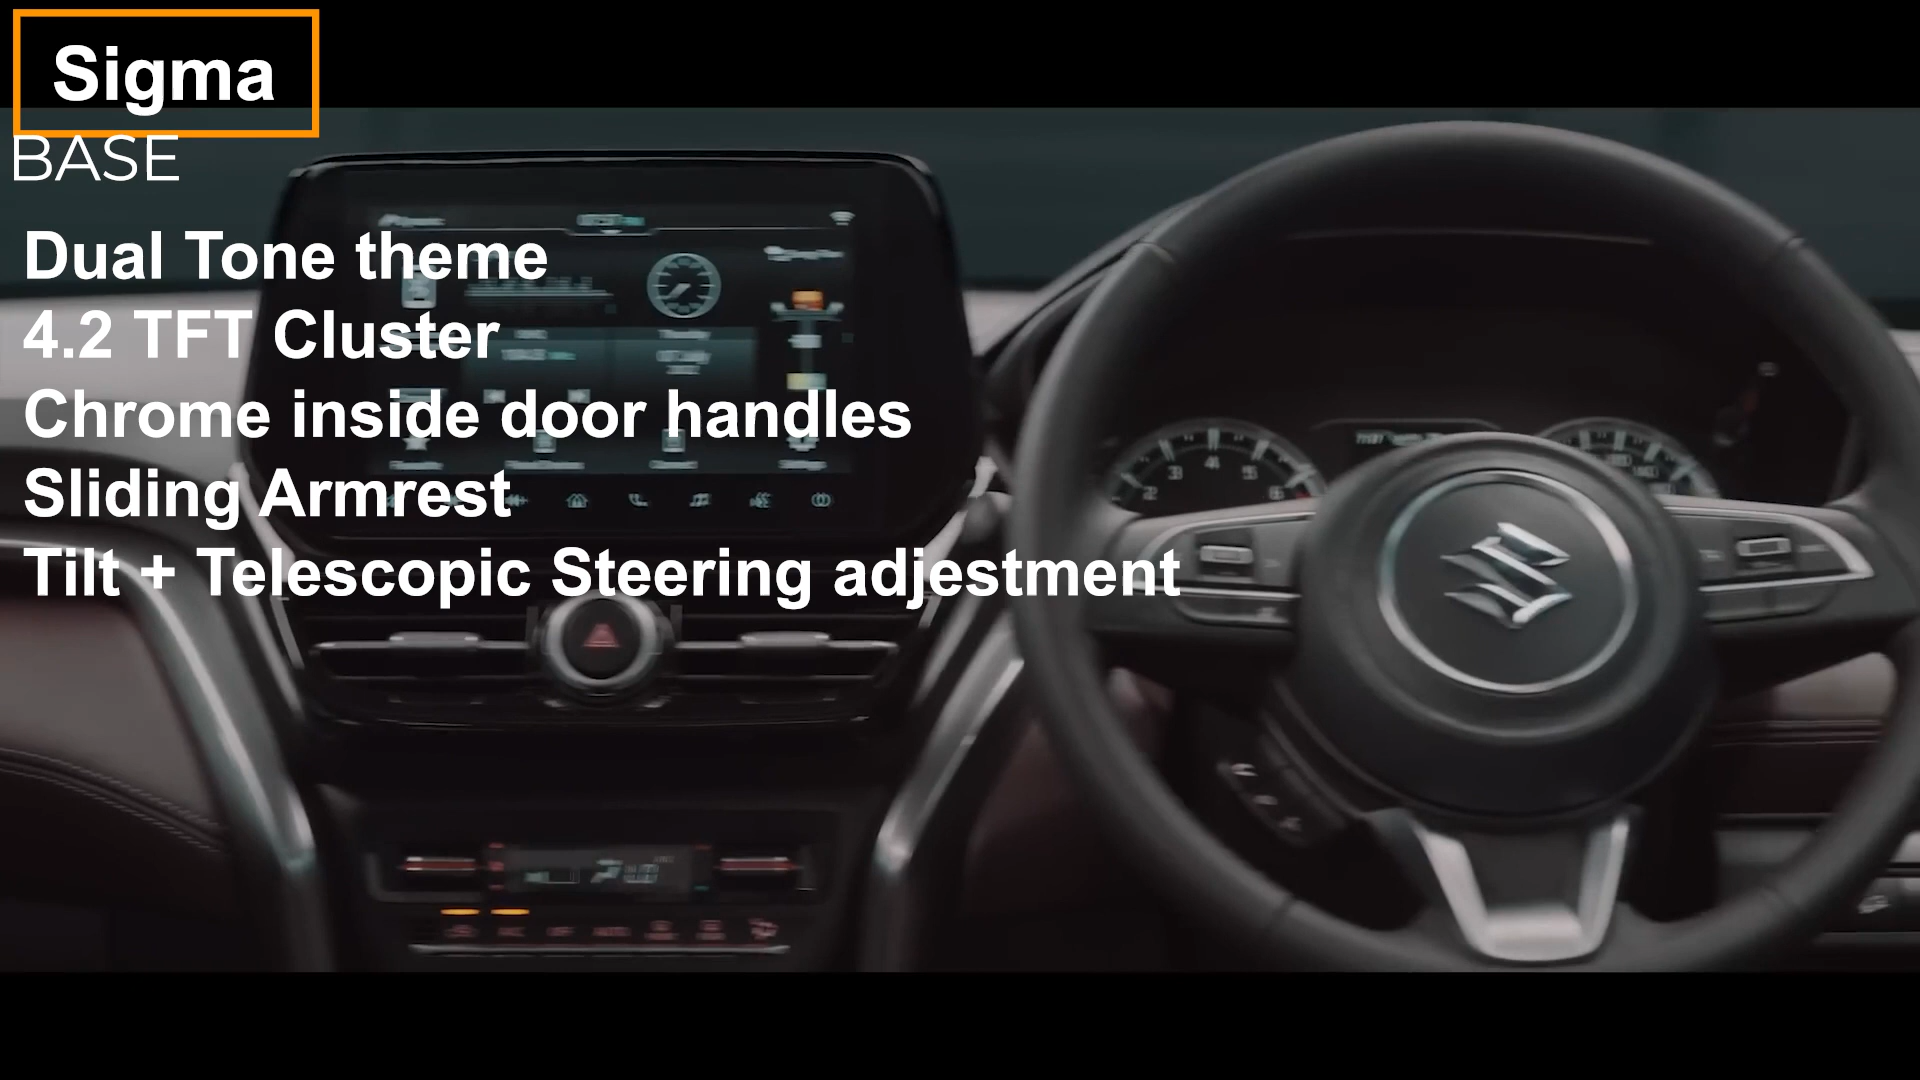 Sigma
BASE
Dual Tone theme
4.2 TFT Cluster
Chrome inside door handles
Sliding Armrest
Tilt + Telescopic Steering adjestment